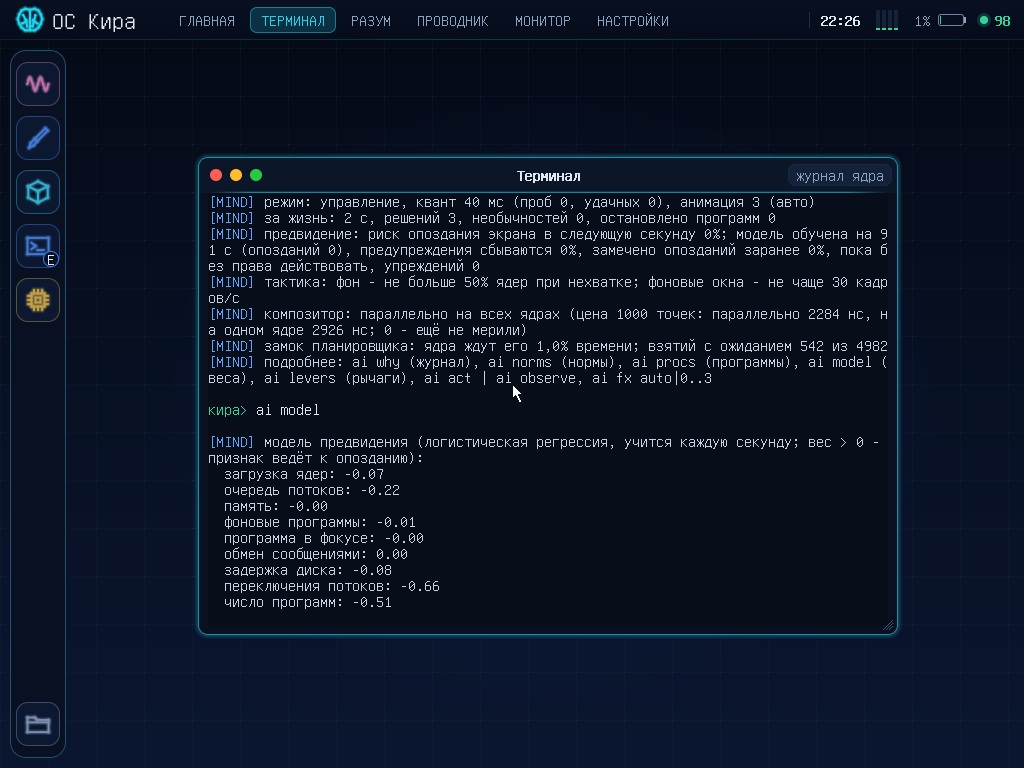 ОС Кира
ГЛАВНАЯ ТЕРМИНАЛ РАЗУМ ПРОВОДНИК МОНИТОР НАСТРОЙКИ
22:26 1% 98
E
Терминал
журнал ядра
[MIND] режим: управление, квант 40 мс (проб 0, удачных 0), анимация 3 (авто)
[MIND] за жизнь: 2 с, решений 3, необычностей 0, остановлено программ 0
[MIND] предвидение: риск опоздания экрана в следующую секунду 0%; модель обучена на 9
1 с (опозданий 0), предупреждения сбываются 0%, замечено опозданий заранее 0%, пока б
ез права действовать, упреждений 0
[MIND] тактика: фон - не больше 50% ядер при нехватке; фоновые окна - не чаще 30 кадр
ов/с
[MIND] композитор: параллельно на всех ядрах (цена 1000 точек: параллельно 2284 нс, н
а одном ядре 2926 нс; 0 - ещё не мерили)
[MIND] замок планировщика: ядра ждут его 1,0% времени; взятий с ожиданием 542 из 4982
[MIND] подробнее: ai why (журнал), ai norms (нормы), ai procs (программы), ai model (
веса), ai levers (рычаги), ai act | ai observe, ai fx auto|0..3
кира> ai model
[MIND] модель предвидения (логистическая регрессия, учится каждую секунду; вес > 0 -
признак ведёт к опозданию):
загрузка ядер: -0.07
очередь потоков: -0.22
память: -0.00
фоновые программы: -0.01
программа в фокусе: -0.00
обмен сообщениями: 0.00
задержка диска: -0.08
переключения потоков: -0.66
число программ: -0.51